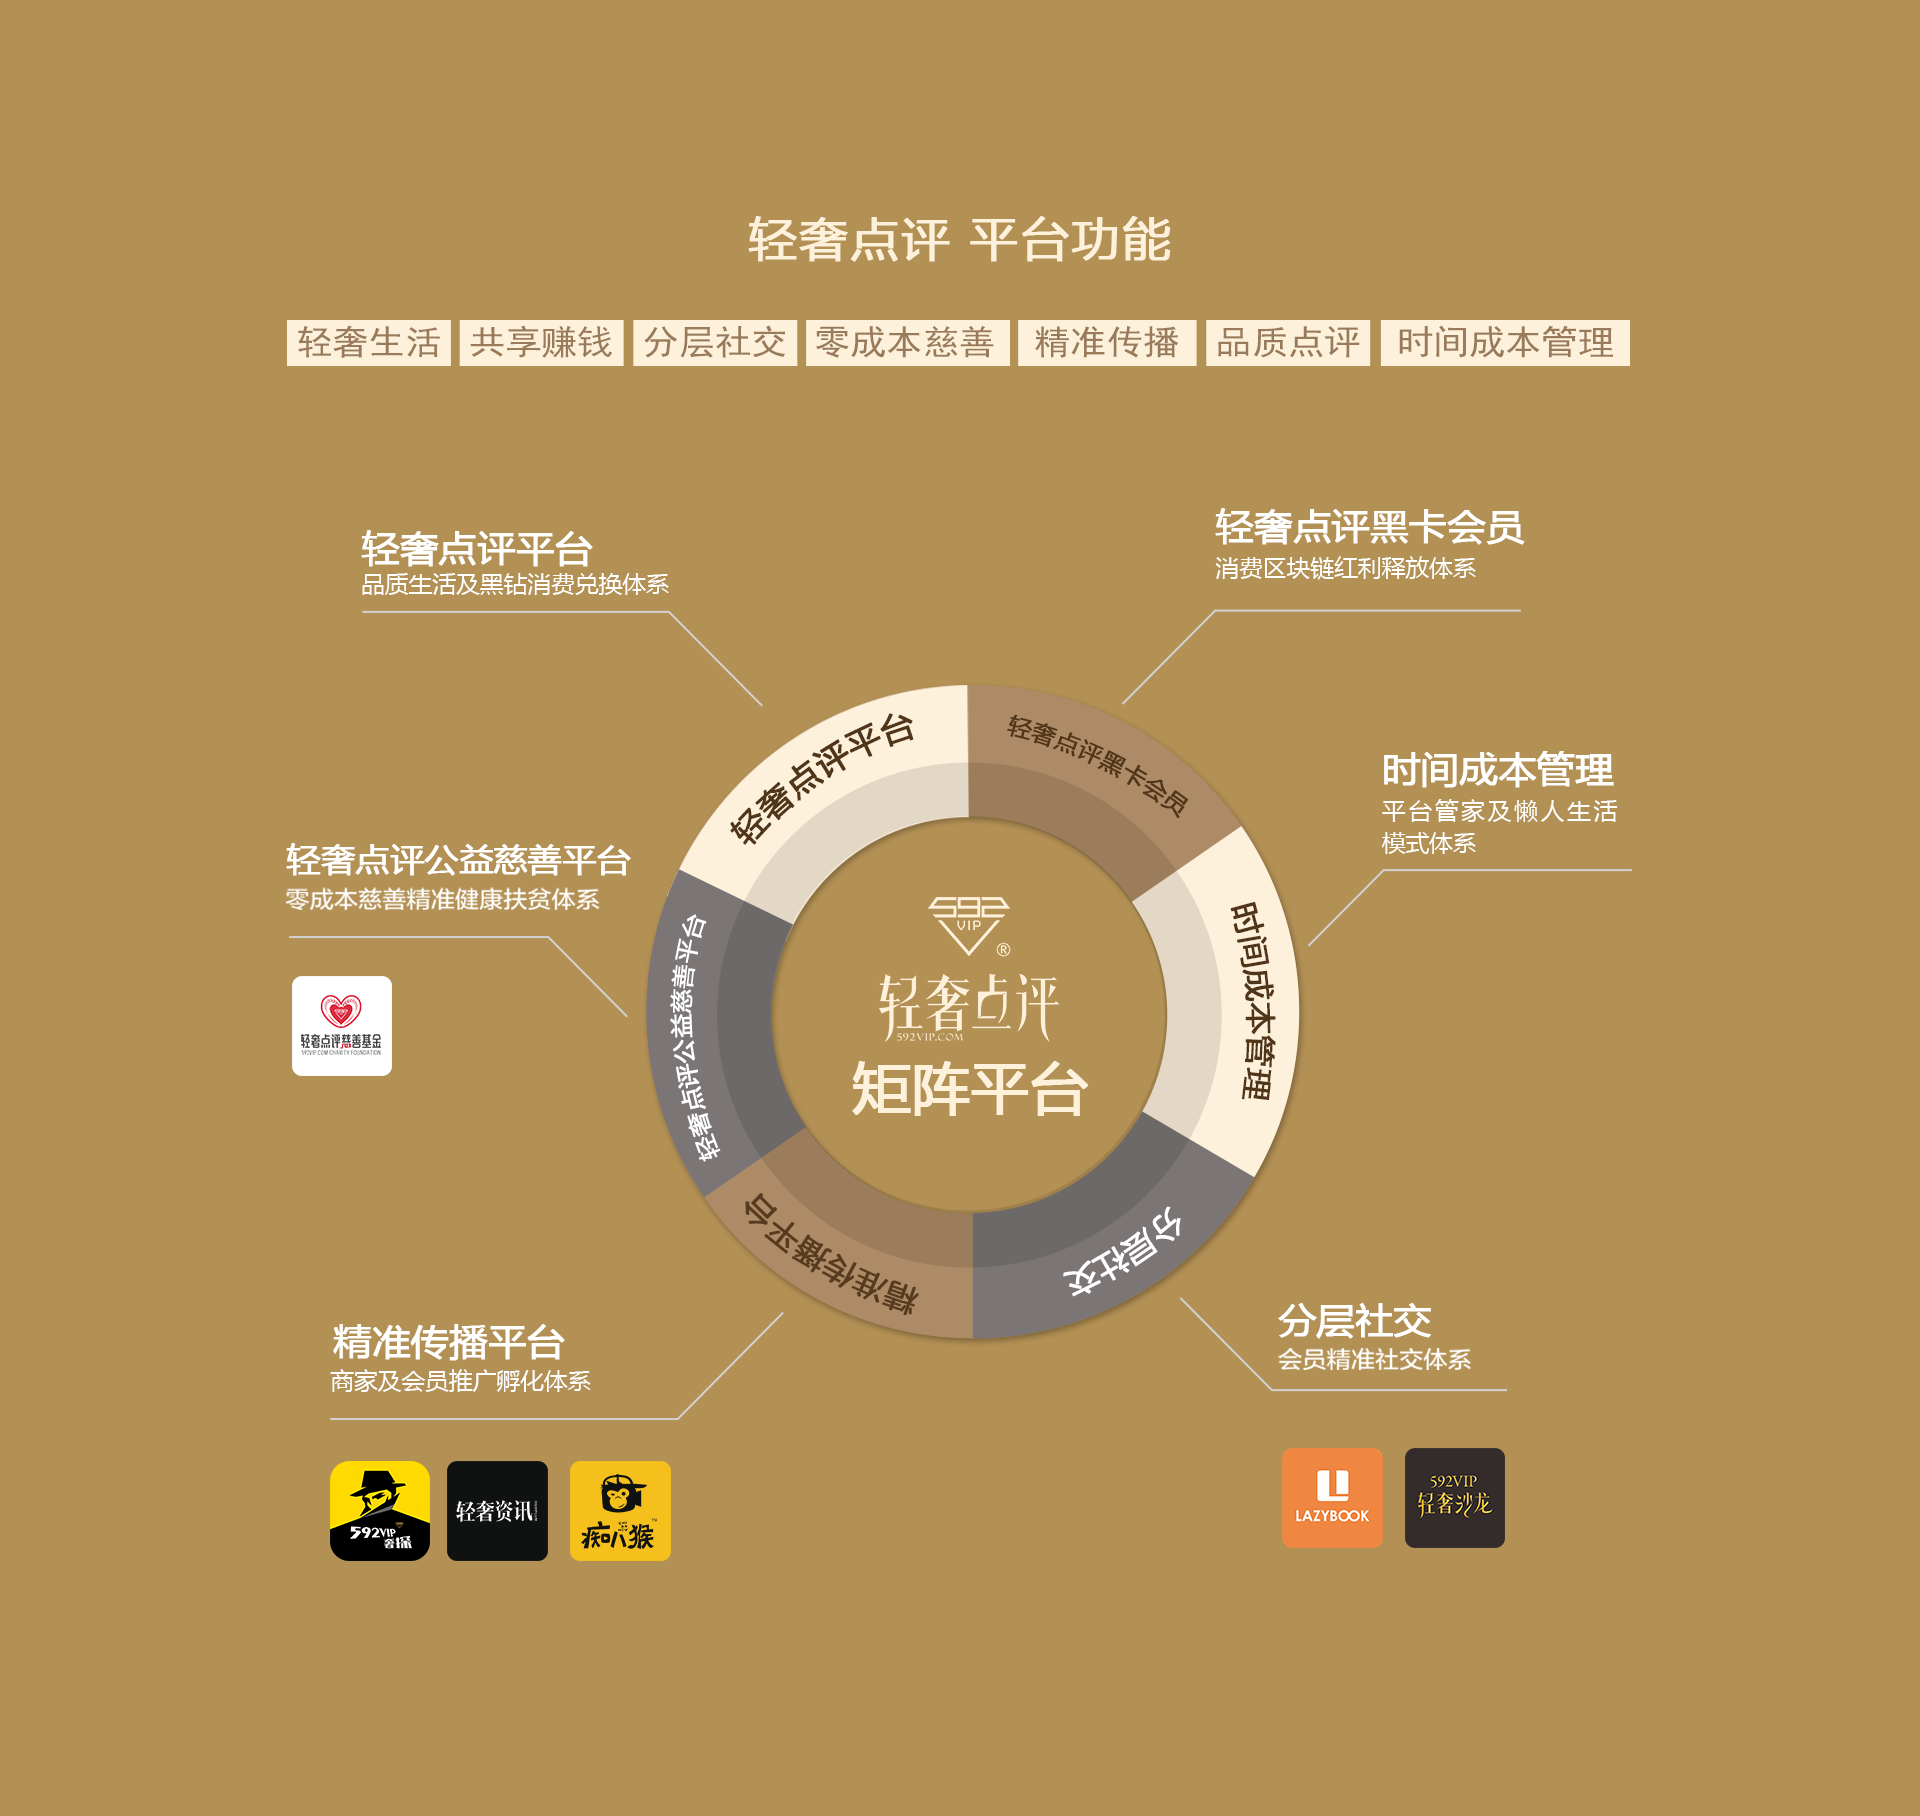 轻奢点评 平台功能
轻奢生活 共享赚钱 分层社交 零成本慈善 精准传播 品质点评 时间成本管理
轻奢点评平台
品质生活及黑钻消费兑换体系
轻奢点评黑卡会员
消费区块链红利释放体系
时间成本管理
平台管家及懒人生活
模式体系
轻奢点评公益慈善平台
零成本慈善精准健康扶贫体系
轻奢点评慈善基金
592VIP.COM CHARITY FOUNDATION
轻奢点评平台
轻奢点评黑卡会员
时间成本管理
分层社交
精准传播平台
轻奢点评公益慈善平台
592
VIP
®
轻奢点评
592VIP.COM
矩阵平台
精准传播平台
商家及会员推广孵化体系
592VIP
奢探
轻奢资讯
痴八猴
分层社交
会员精准社交体系
LAZYBOOK
592VIP
轻奢沙龙